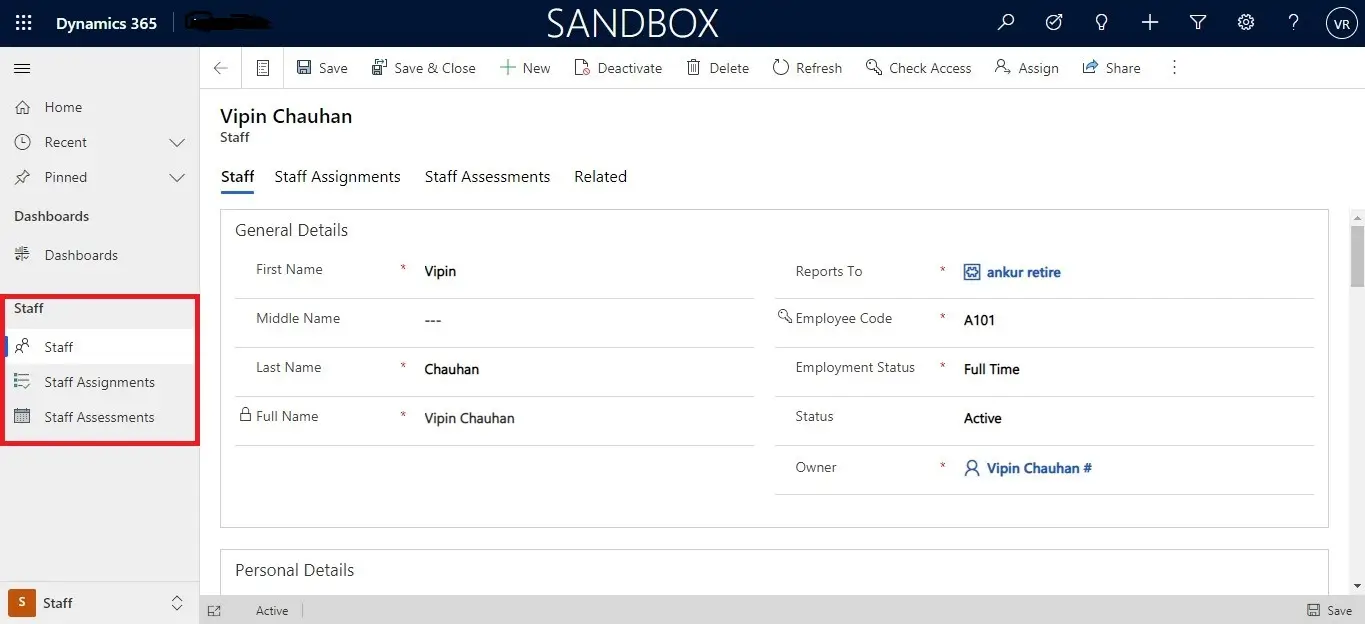 Dynamics 365
SANDBOX
VR
Save
Save & Close
New
Deactivate
Delete
Refresh
Check Access
Assign
Share
Home
Recent
Pinned
Dashboards
Dashboards
Staff
Staff
Staff Assignments
Staff Assessments
S Staff
Vipin Chauhan
Staff
Staff Staff Assignments Staff Assessments Related
General Details
First Name * Vipin
Middle Name ---
Last Name * Chauhan
Full Name * Vipin Chauhan
Reports To * ankur retire
Employee Code * A101
Employment Status * Full Time
Status Active
Owner * Vipin Chauhan #
Personal Details
Active
Save